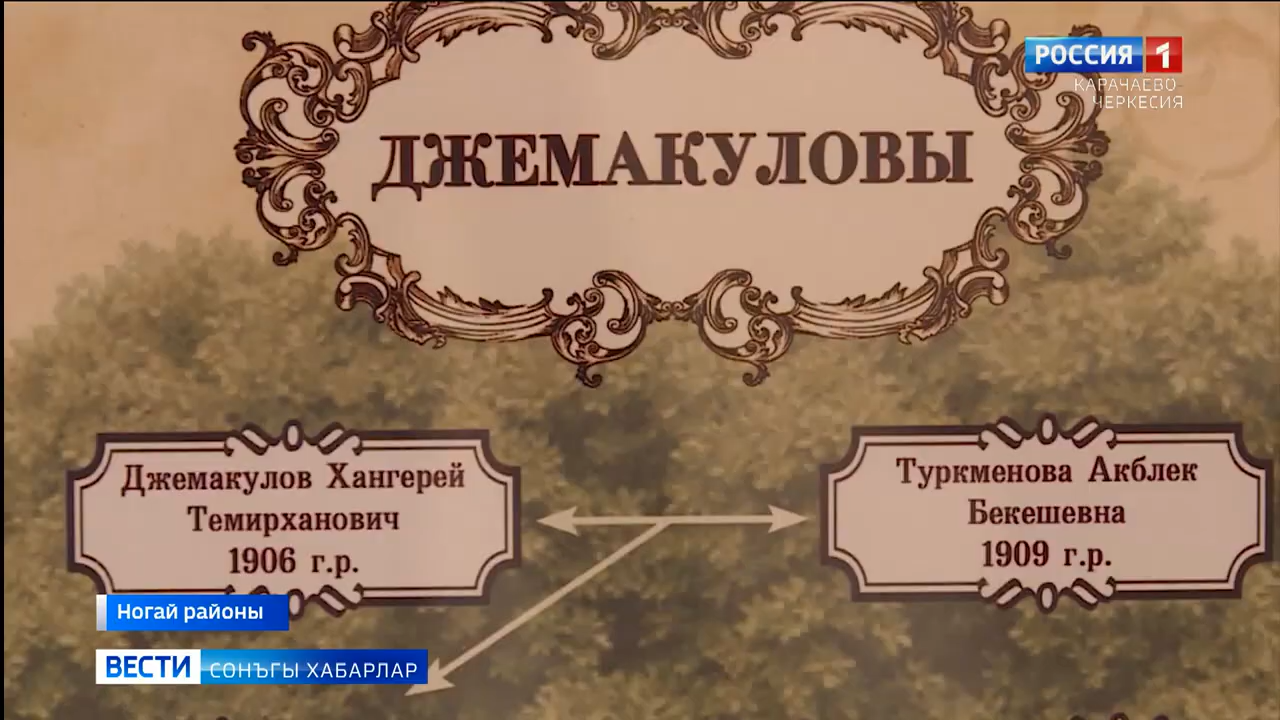 РОССИЯ 1
КАРАЧАЕВО-
ЧЕРКЕСИЯ
ДЖЕМАКУЛОВЫ
Джемакулов Хангерей
Темирханович
1906 г.р.
Туркменова Акблек
Бекешевна
1909 г.р.
Ногай районы
ВЕСТИ СОНЪГЫ ХАБАРЛАР